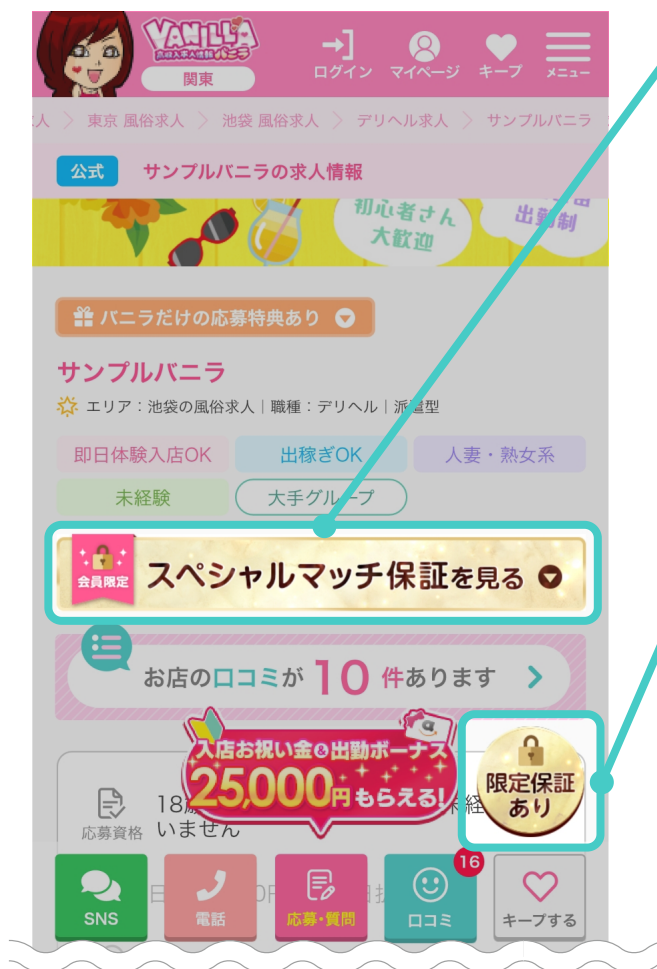 VANILLA
高収入求人情報バニラ
関東
ログイン マイページ キープ メニュー
人 > 東京 風俗求人 > 池袋 風俗求人 > デリヘル求人 > サンプルバニラ
公式 サンプルバニラの求人情報
初心者さん
大歓迎
出勤制
バニラだけの応募特典あり
サンプルバニラ
エリア：池袋の風俗求人｜職種：デリヘル｜派遣型
即日体験入店OK 出稼ぎOK 人妻・熟女系
未経験 大手グループ
会員限定 スペシャルマッチ保証を見る
お店の口コミが 10 件あります
入店お祝い金&出勤ボーナス
25,000円もらえる!
限定保証
あり
応募資格
18
いません
16
SNS 電話 応募・質問 口コミ キープする